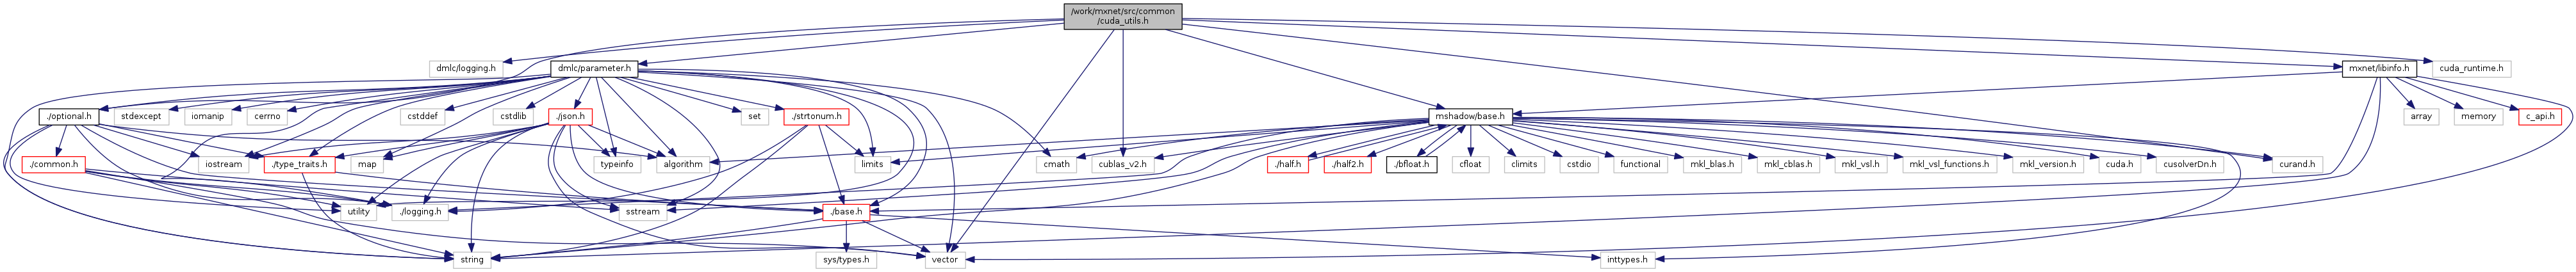 /work/mxnet/src/common
/cuda_utils.h
dmlc/logging.h
dmlc/parameter.h
mxnet/libinfo.h
cuda_runtime.h
./optional.h
stdexcept
iomanip
cerrno
cstddef
cstdlib
./json.h
set
./strtonum.h
mshadow/base.h
array
memory
c_api.h
./common.h
iostream
./type_traits.h
map
typeinfo
algorithm
limits
cmath
cublas_v2.h
./half.h
./half2.h
./bfloat.h
cfloat
climits
cstdio
functional
mkl_blas.h
mkl_cblas.h
mkl_vsl.h
mkl_vsl_functions.h
mkl_version.h
cuda.h
cusolverDn.h
curand.h
utility
./logging.h
sstream
./base.h
string
sys/types.h
vector
inttypes.h